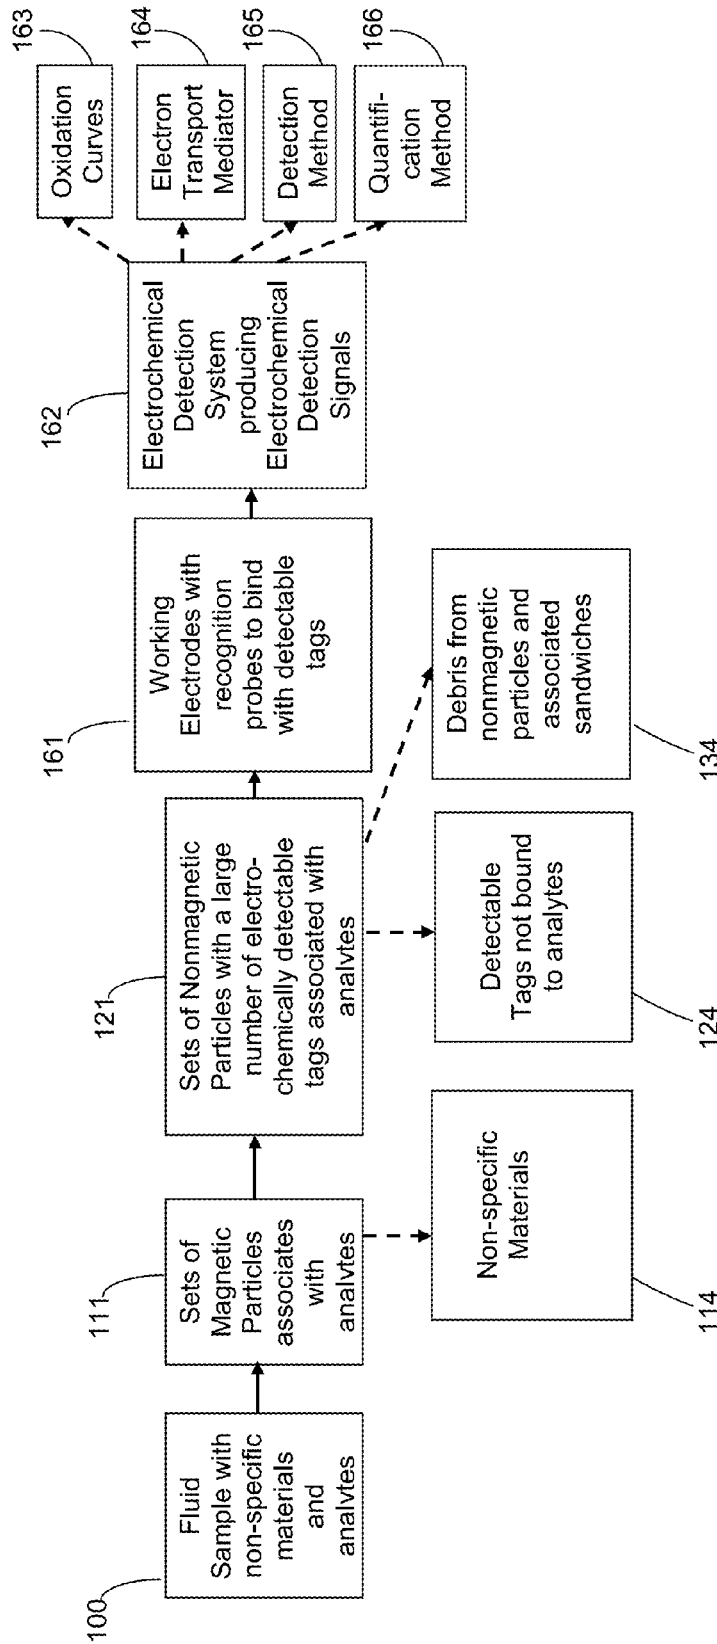 100
Fluid
Sample with
non-specific
materials
and
analytes
111
Sets of
Magnetic
Particles
associates
with
analytes
114
Non-specific
Materials
121
Sets of Nonmagnetic
Particles with a large
number of electro-
chemically detectable
tags associated with
analytes
124
Detectable
Tags not bound
to analytes
134
Debris from
nonmagnetic
particles and
associated
sandwiches
161
Working
Electrodes with
recognition
probes to bind
with detectable
tags
162
Electrochemical
Detection
System
producing
Electrochemical
Detection
Signals
163
Oxidation
Curves
164
Electron
Transport
Mediator
165
Detection
Method
166
Quantifi-
cation
Method